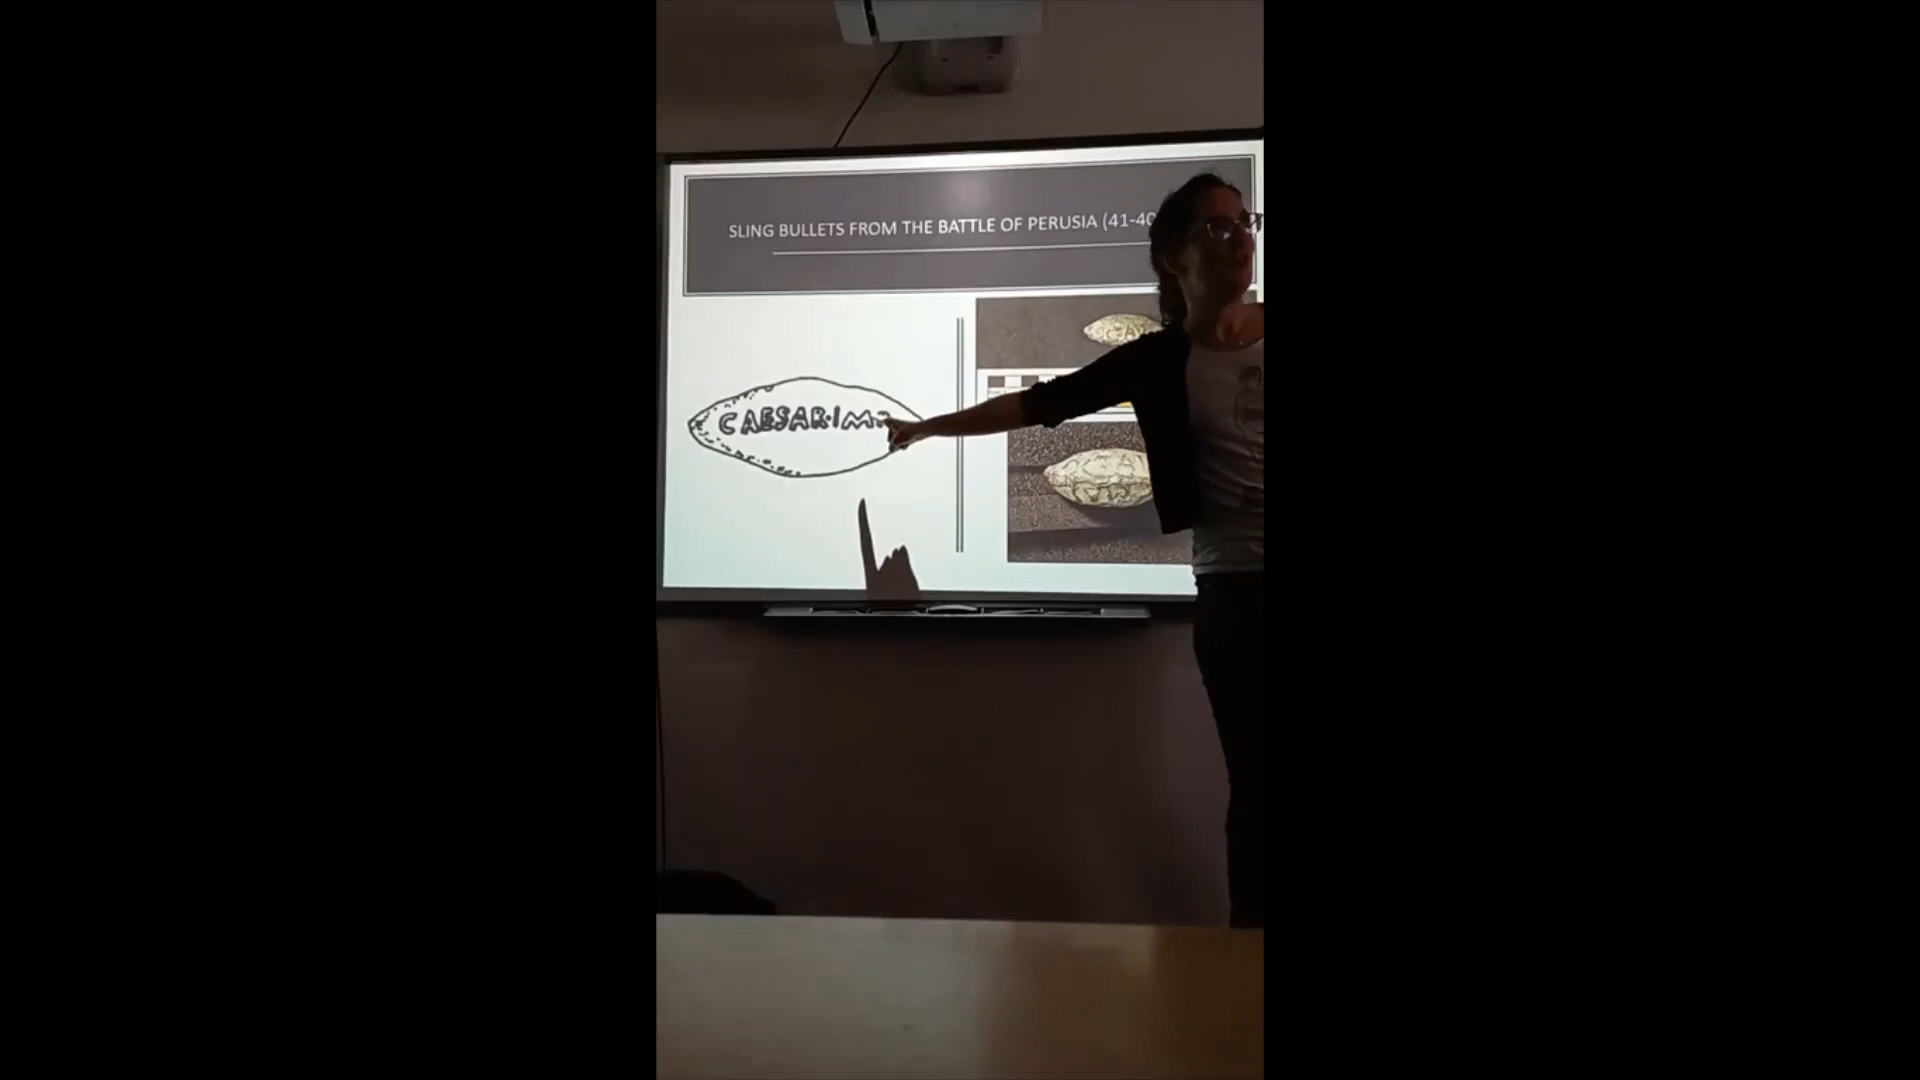 SLING BULLETS FROM THE BATTLE OF PERUSIA (41-40
CAESAR·IM